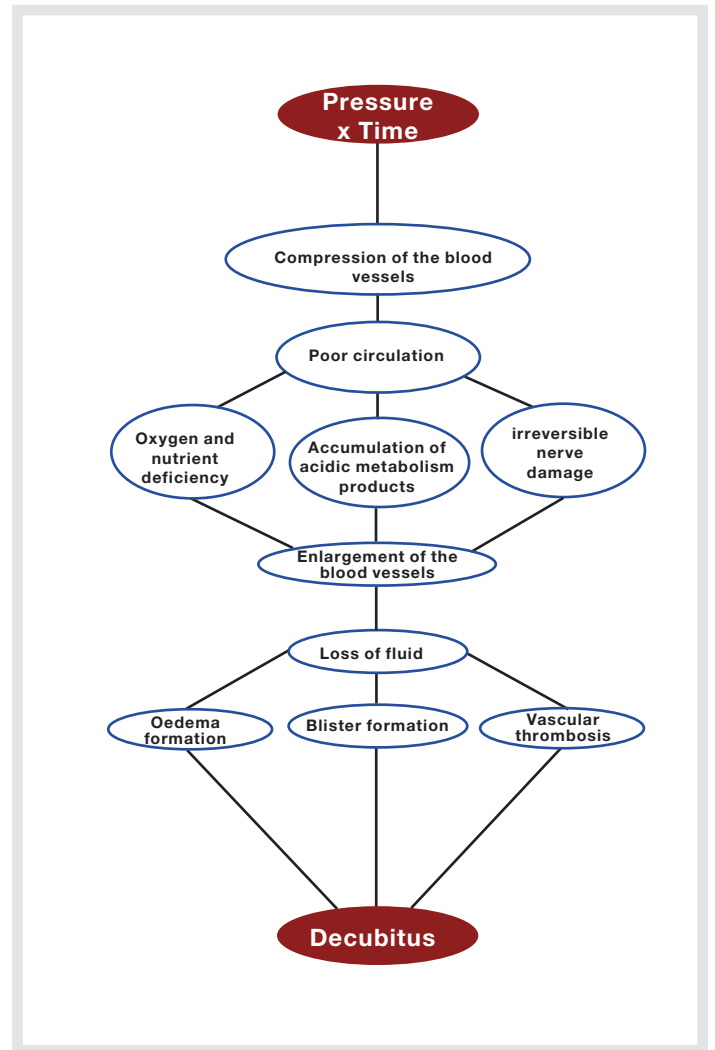 Pressure
x Time
Compression of the blood
vessels
Poor circulation
Oxygen and
nutrient
deficiency
Accumulation of
acidic metabolism
products
irreversible
nerve
damage
Enlargement of the
blood vessels
Loss of fluid
Oedema
formation
Blister formation
Vascular
thrombosis
Decubitus